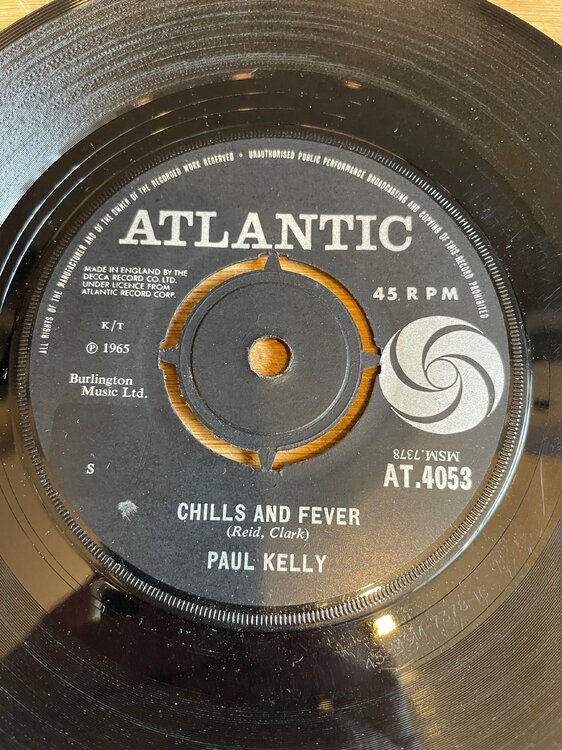 ALL RIGHTS OF THE MANUFACTURER AND OF THE OWNER OF THE RECORDED WORK RESERVED • UNAUTHORISED PUBLIC PERFORMANCE BROADCASTING AND COPYING OF THIS RECORD PROHIBITED
ATLANTIC
MADE IN ENGLAND BY THE
DECCA RECORD CO. LTD.
UNDER LICENCE FROM
ATLANTIC RECORD CORP.
45 R P M
K/T
℗ 1965
Burlington
Music Ltd.
MSM.7378
S
AT.4053
CHILLS AND FEVER
(Reid, Clark)
PAUL KELLY